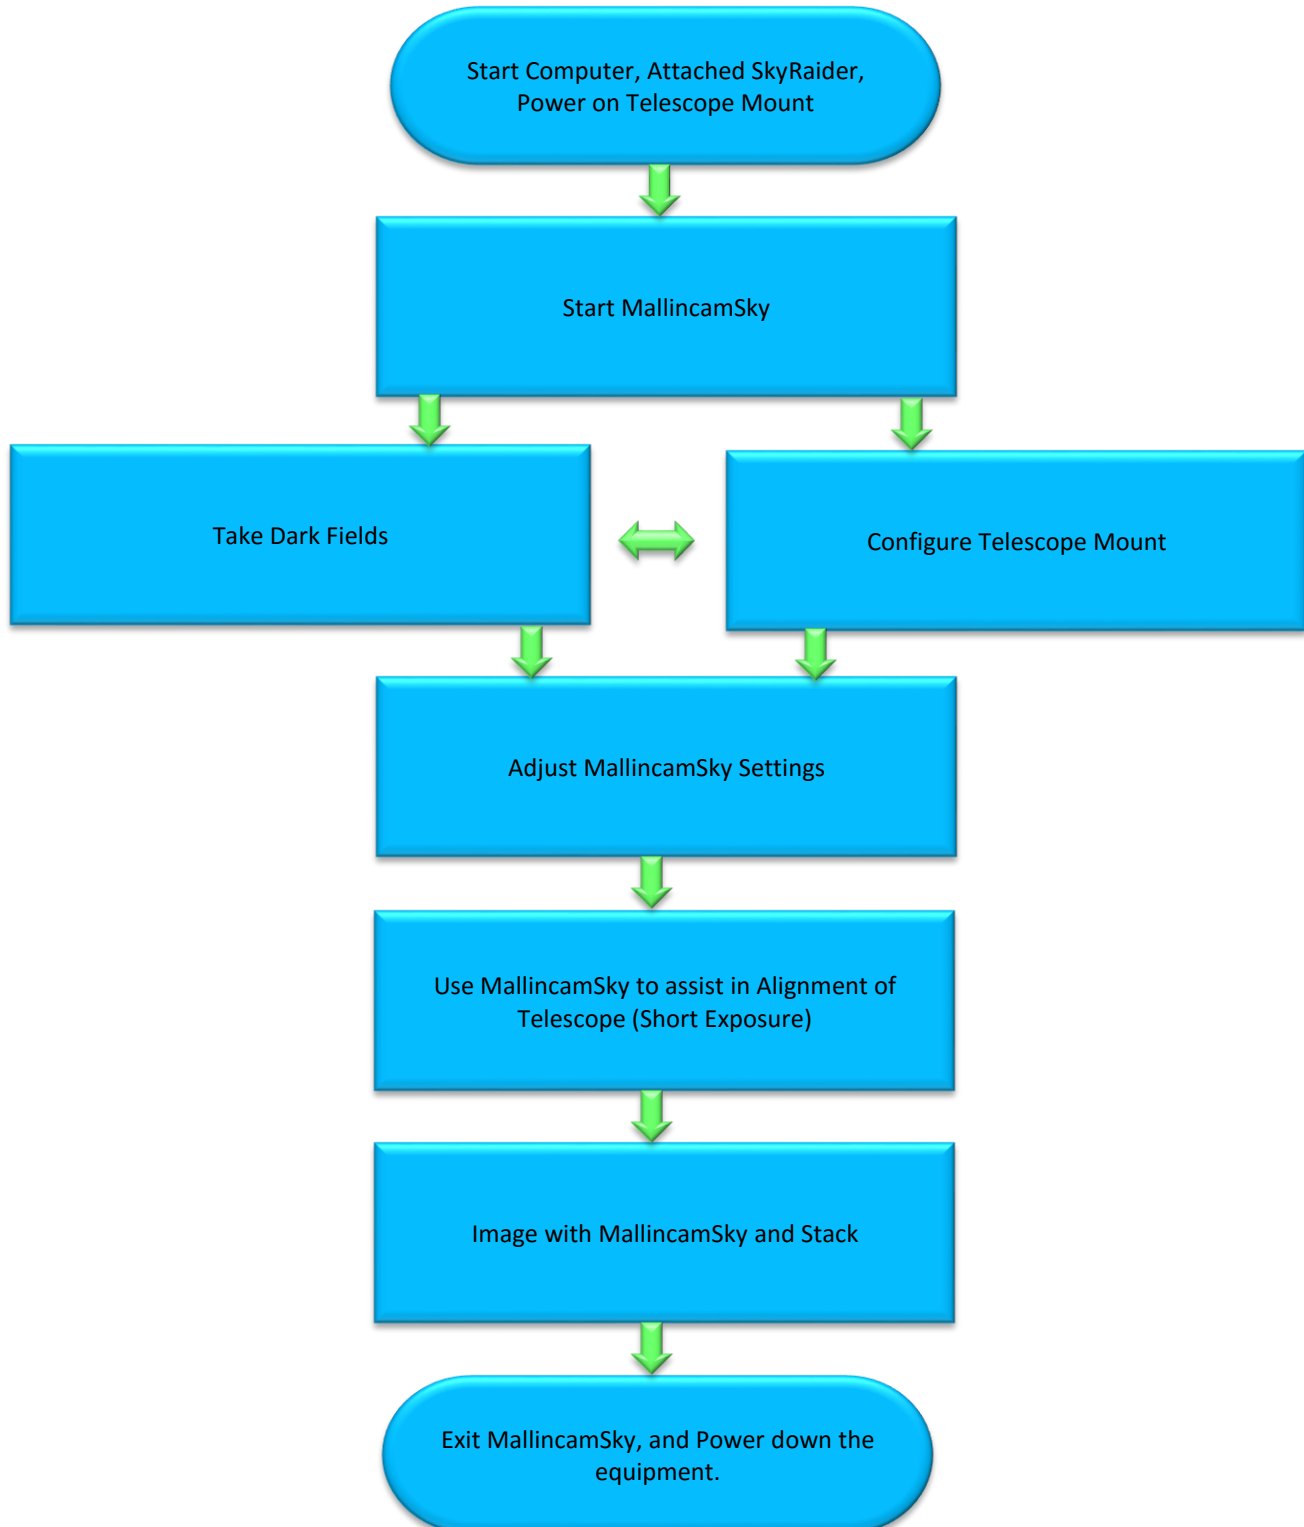 Start Computer, Attached SkyRaider,
Power on Telescope Mount
Start MallincamSky
Take Dark Fields
Configure Telescope Mount
Adjust MallincamSky Settings
Use MallincamSky to assist in Alignment of
Telescope (Short Exposure)
Image with MallincamSky and Stack
Exit MallincamSky, and Power down the
equipment.